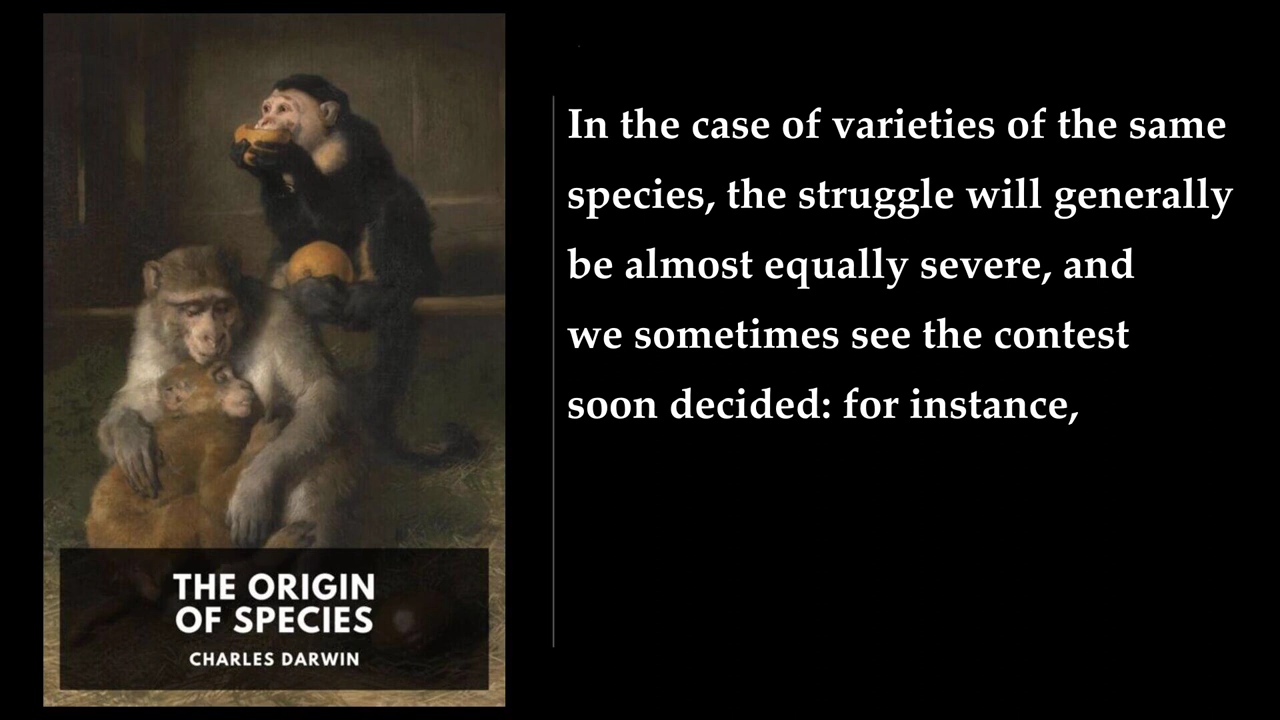 In the case of varieties of the same
species, the struggle will generally
be almost equally severe, and
we sometimes see the contest
soon decided: for instance,
THE ORIGIN
OF SPECIES
CHARLES DARWIN